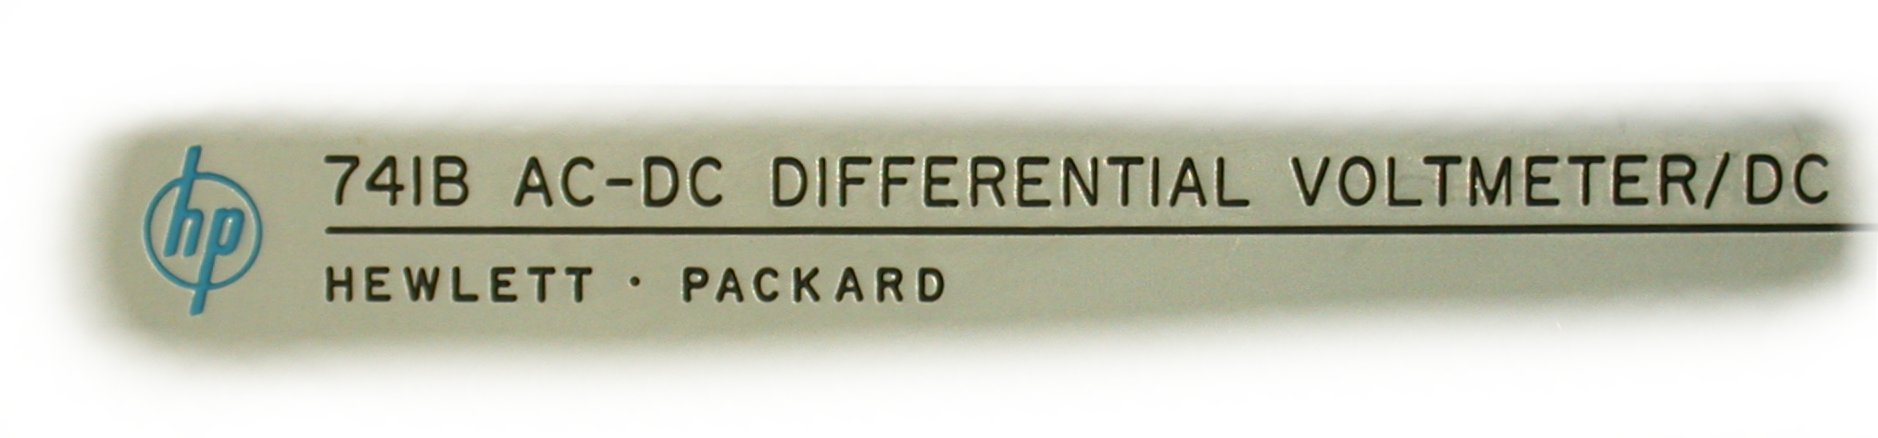 hp
741B AC-DC DIFFERENTIAL VOLTMETER/DC
HEWLETT · PACKARD